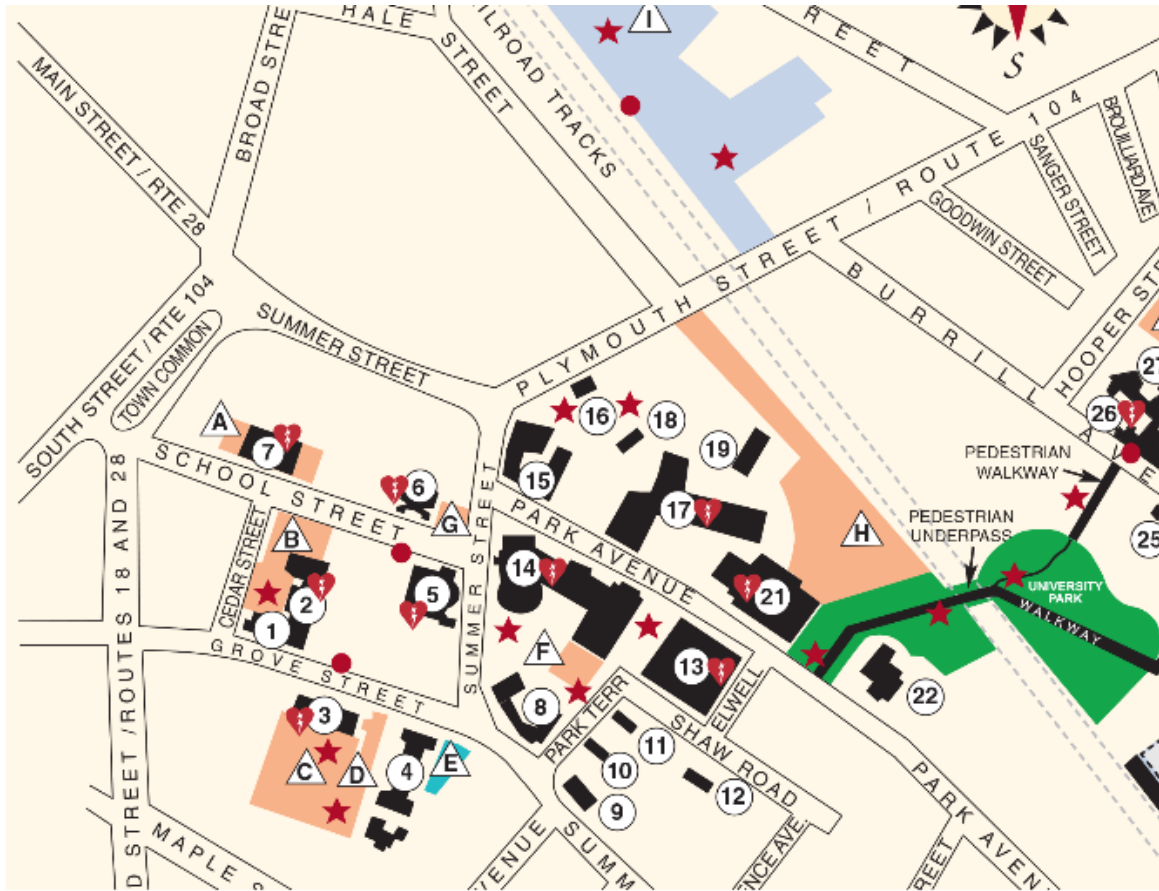 HALE
STREET
RAILROAD TRACKS
I
STREET
S
MAIN STREET / RTE 28
BROAD STRE
PLYMOUTH STREET / ROUTE 104
BROUILLIARD AVE
SANGER STREET
GOODWIN STREET
BURRILL AVE
HOOPER STR
SOUTH STREET / RTE 104
TOWN COMMON
SUMMER STREET
A
7
SCHOOL STREET
6
G
B
CEDAR STREET
2
1
5
SUMMER STREET
GROVE STREET
3
C
D
4
E
16
18
19
15
17
PARK AVENUE
14
F
13
8
21
H
27
26
25
PEDESTRIAN
WALKWAY
PEDESTRIAN
UNDERPASS
UNIVERSITY
PARK
WALKWAY
22
PARK TERR
ELWELL
SHAW ROAD
11
10
9
12
PARK AVEN
D STREET / ROUTES 18 AND 28
MAPLE S
VENUE
SUMM
ENCE AVE.
REET